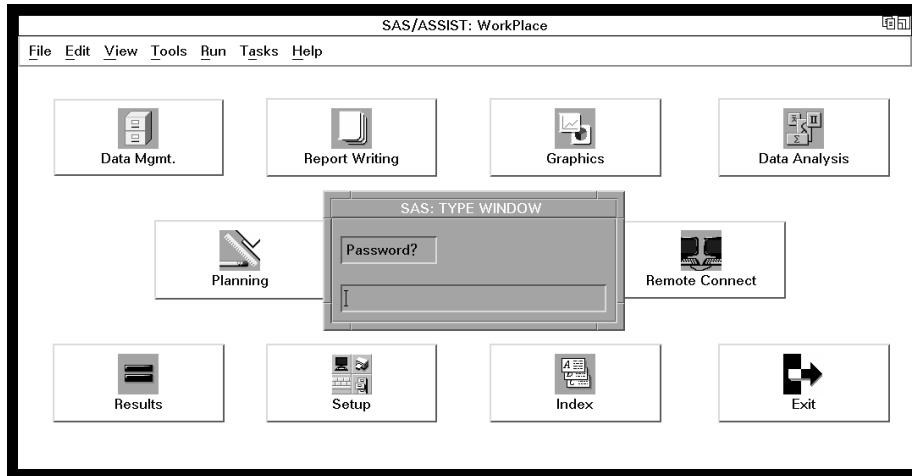 SAS/ASSIST: WorkPlace
File Edit View Tools Run Tasks Help
Data Mgmt.
Report Writing
Graphics
Data Analysis
SAS: TYPE WINDOW
Password?
Planning
Remote Connect
Results
Setup
Index
Exit